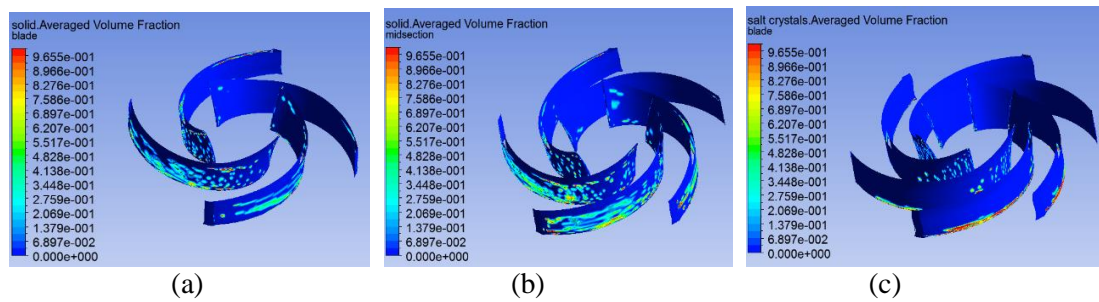 solid.Averaged Volume Fraction
blade
9.655e-001
8.966e-001
8.276e-001
7.586e-001
6.897e-001
6.207e-001
5.517e-001
4.828e-001
4.138e-001
3.448e-001
2.759e-001
2.069e-001
1.379e-001
6.897e-002
0.000e+000
(a)
solid.Averaged Volume Fraction
midsection
9.655e-001
8.966e-001
8.276e-001
7.586e-001
6.897e-001
6.207e-001
5.517e-001
4.828e-001
4.138e-001
3.448e-001
2.759e-001
2.069e-001
1.379e-001
6.897e-002
0.000e+000
(b)
salt crystals.Averaged Volume Fraction
blade
9.655e-001
8.966e-001
8.276e-001
7.586e-001
6.897e-001
6.207e-001
5.517e-001
4.828e-001
4.138e-001
3.448e-001
2.759e-001
2.069e-001
1.379e-001
6.897e-002
0.000e+000
(c)